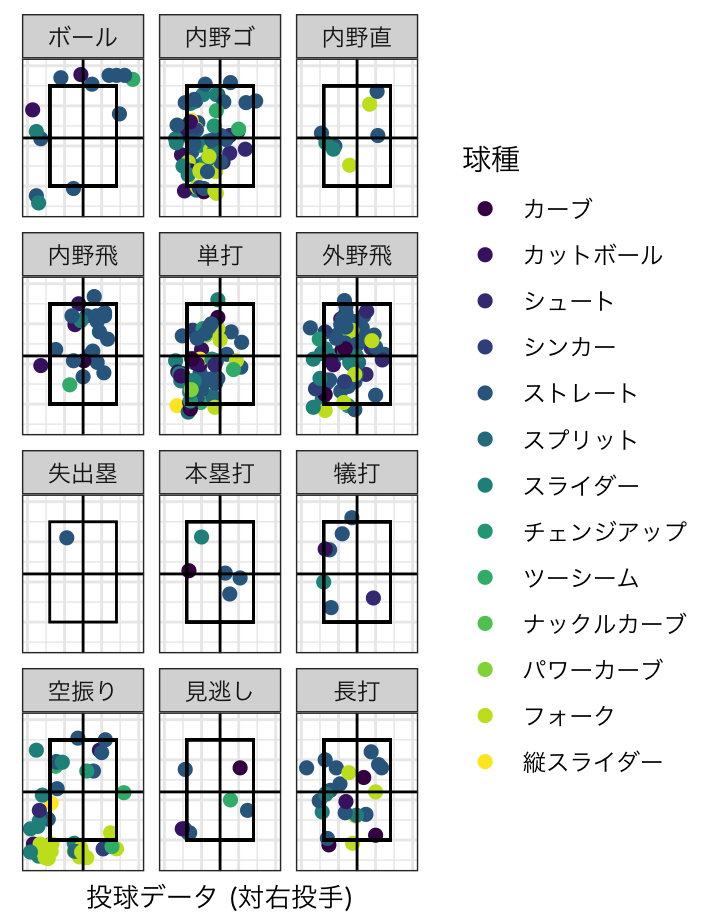 ボール 内野ゴ 内野直
内野飛 単打 外野飛
失出塁 本塁打 犠打
空振り 見逃し 長打
投球データ (対右投手)
球種
カーブ
カットボール
シュート
シンカー
ストレート
スプリット
スライダー
チェンジアップ
ツーシーム
ナックルカーブ
パワーカーブ
フォーク
縦スライダー